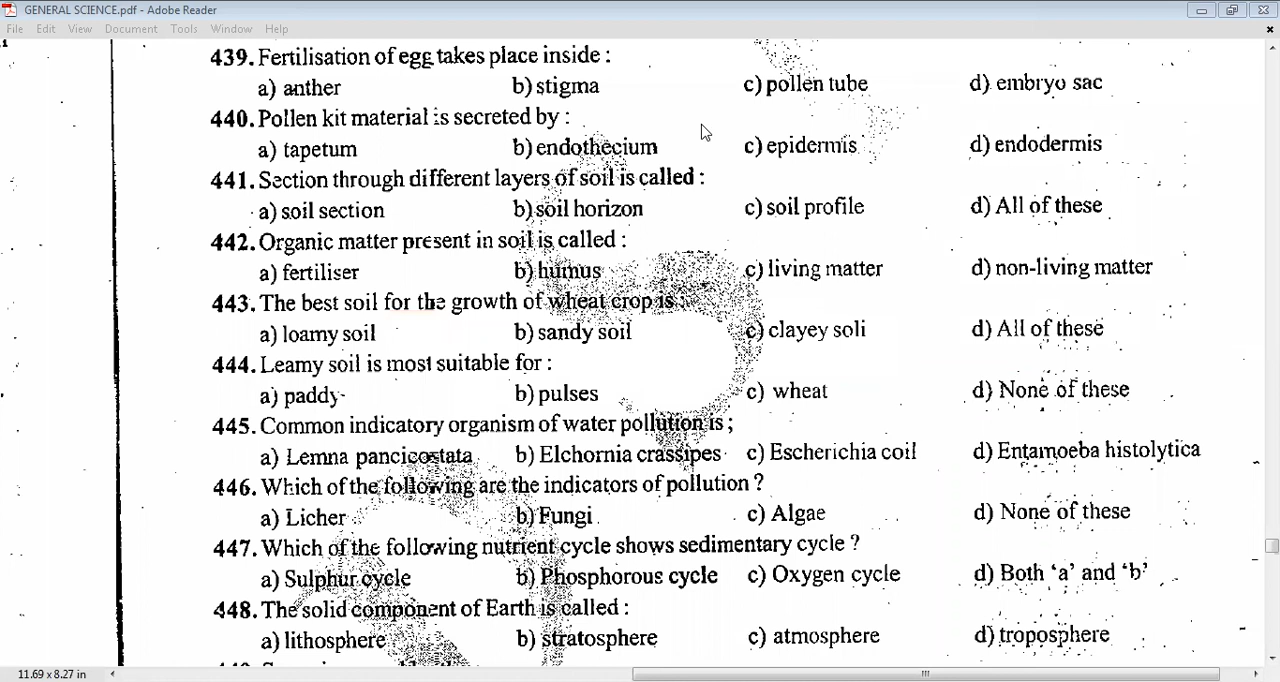 GENERAL SCIENCE.pdf - Adobe Reader
File Edit View Document Tools Window Help
439. Fertilisation of egg takes place inside :
a) anther b) stigma c) pollen tube d) embryo sac
440. Pollen kit material is secreted by :
a) tapetum b) endothecium c) epidermis d) endodermis
441. Section through different layers of soil is called :
a) soil section b) soil horizon c) soil profile d) All of these
442. Organic matter present in soil is called :
a) fertiliser b) humus c) living matter d) non-living matter
443. The best soil for the growth of wheat crop is :
a) loamy soil b) sandy soil c) clayey soli d) All of these
444. Leamy soil is most suitable for :
a) paddy b) pulses c) wheat d) None of these
445. Common indicatory organism of water pollution is ;
a) Lemna pancicostata b) Elchornia crassipes c) Escherichia coil d) Entamoeba histolytica
446. Which of the following are the indicators of pollution ?
a) Licher b) Fungi c) Algae d) None of these
447. Which of the following nutrient cycle shows sedimentary cycle ?
a) Sulphur cycle b) Phosphorous cycle c) Oxygen cycle d) Both ‘a’ and ‘b’
448. The solid component of Earth is called :
a) lithosphere b) stratosphere c) atmosphere d) troposphere
11.69 x 8.27 in